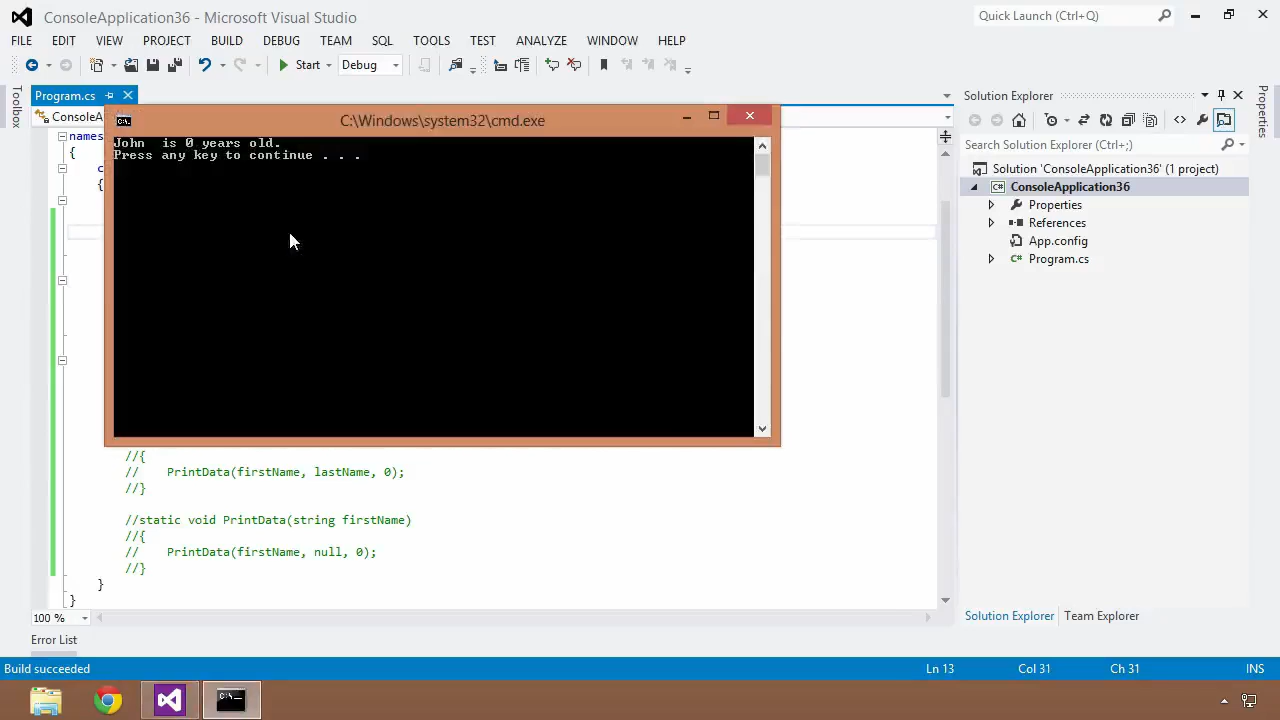 ConsoleApplication36 - Microsoft Visual Studio
Quick Launch (Ctrl+Q)
FILE EDIT VIEW PROJECT BUILD DEBUG TEAM SQL TOOLS TEST ANALYZE WINDOW HELP
Start Debug
Toolbox
Program.cs
ConsoleA
C:\Windows\system32\cmd.exe
John  is 0 years old.
Press any key to continue . . .
names
{
c
{
//{
//    PrintData(firstName, lastName, 0);
//}
//static void PrintData(string firstName)
//{
//    PrintData(firstName, null, 0);
//}
}
}
100 %
Solution Explorer
Search Solution Explorer (Ctrl+;)
Solution 'ConsoleApplication36' (1 project)
C# ConsoleApplication36
Properties
References
App.config
C# Program.cs
Solution Explorer Team Explorer
Properties
Error List
Build succeeded
Ln 13 Col 31 Ch 31 INS